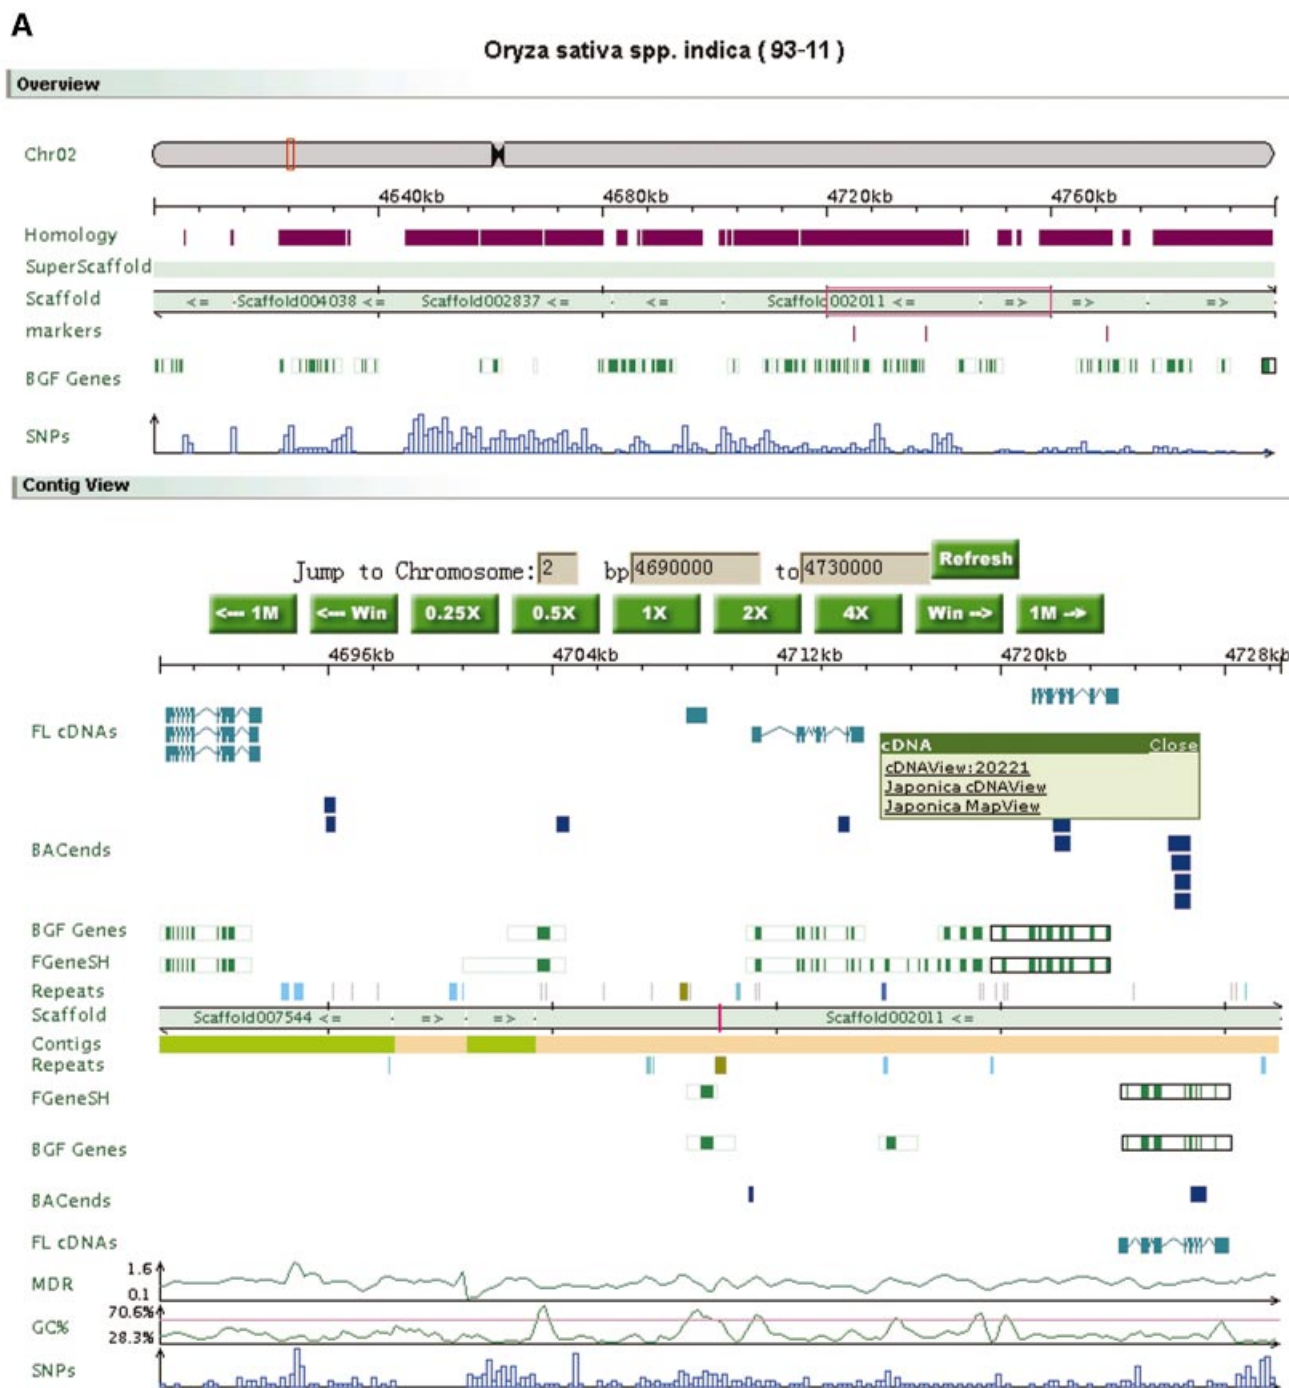 A
Oryza sativa spp. indica ( 93-11 )
Overview
Chr02
4640kb 4680kb 4720kb 4760kb
Homology
SuperScaffold
Scaffold <= Scaffold004038 <= Scaffold002837 <= <= Scaffold002011 <= => => =>
markers
BGF Genes
SNPs
Contig View
Jump to Chromosome: 2 bp 4690000 to 4730000 Refresh
<-- 1M <-- Win 0.25X 0.5X 1X 2X 4X Win --> 1M -->
4696kb 4704kb 4712kb 4720kb 4728kb
FL cDNAs
cDNA Close
cDNAView:20221
Japonica cDNAView
Japonica MapView
BACends
BGF Genes
FGeneSH
Repeats
Scaffold Scaffold007544 <= => => Scaffold002011 <=
Contigs
Repeats
FGeneSH
BGF Genes
BACends
FL cDNAs
1.6
MDR
0.1
70.6%
GC%
28.3%
SNPs